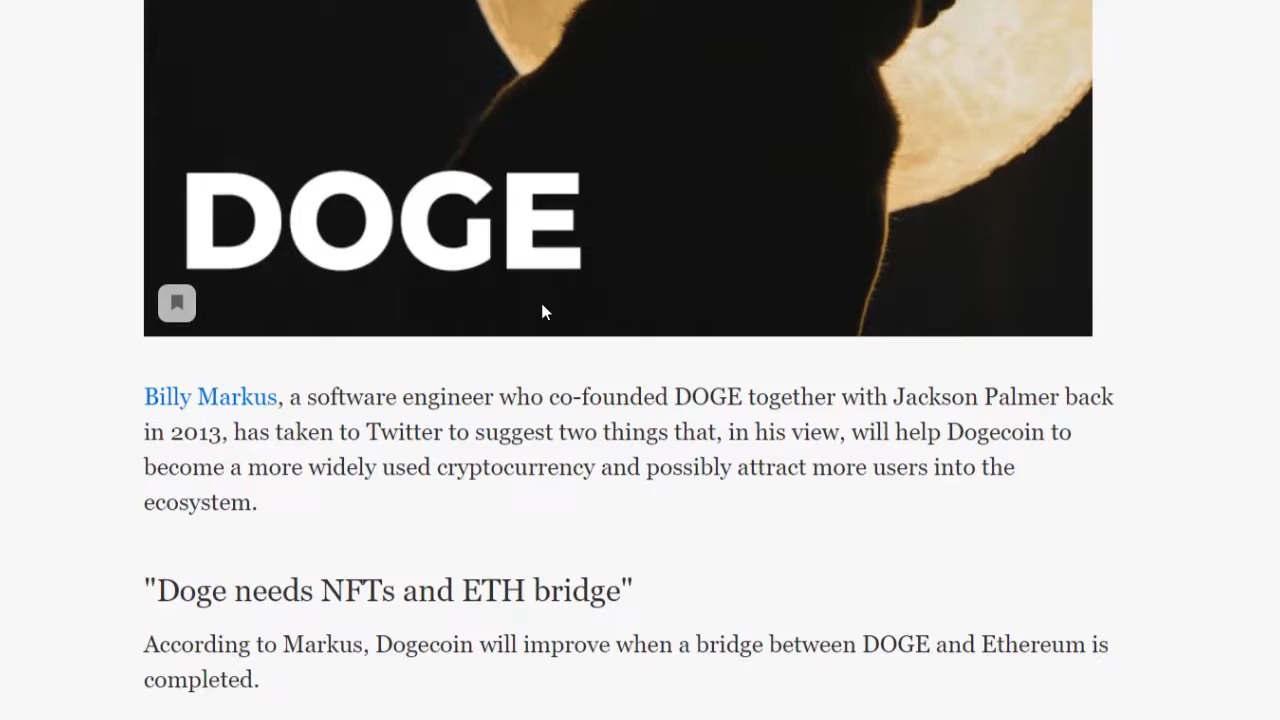 DOGE
Billy Markus, a software engineer who co-founded DOGE together with Jackson Palmer back
in 2013, has taken to Twitter to suggest two things that, in his view, will help Dogecoin to
become a more widely used cryptocurrency and possibly attract more users into the
ecosystem.
"Doge needs NFTs and ETH bridge"
According to Markus, Dogecoin will improve when a bridge between DOGE and Ethereum is
completed.